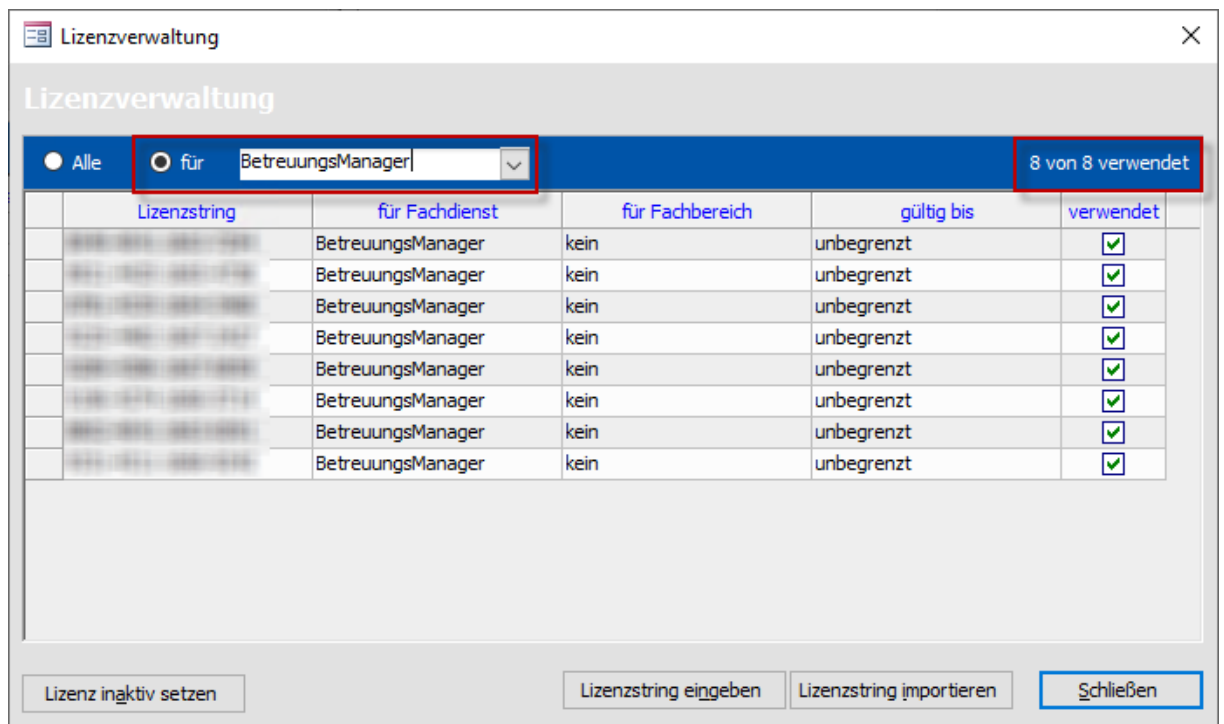 Lizenzverwaltung
Lizenzverwaltung
Alle für BetreuungsManager 8 von 8 verwendet
Lizenzstring für Fachdienst für Fachbereich gültig bis verwendet
BetreuungsManager kein unbegrenzt
BetreuungsManager kein unbegrenzt
BetreuungsManager kein unbegrenzt
BetreuungsManager kein unbegrenzt
BetreuungsManager kein unbegrenzt
BetreuungsManager kein unbegrenzt
BetreuungsManager kein unbegrenzt
BetreuungsManager kein unbegrenzt
Lizenz inaktiv setzen Lizenzstring eingeben Lizenzstring importieren Schließen